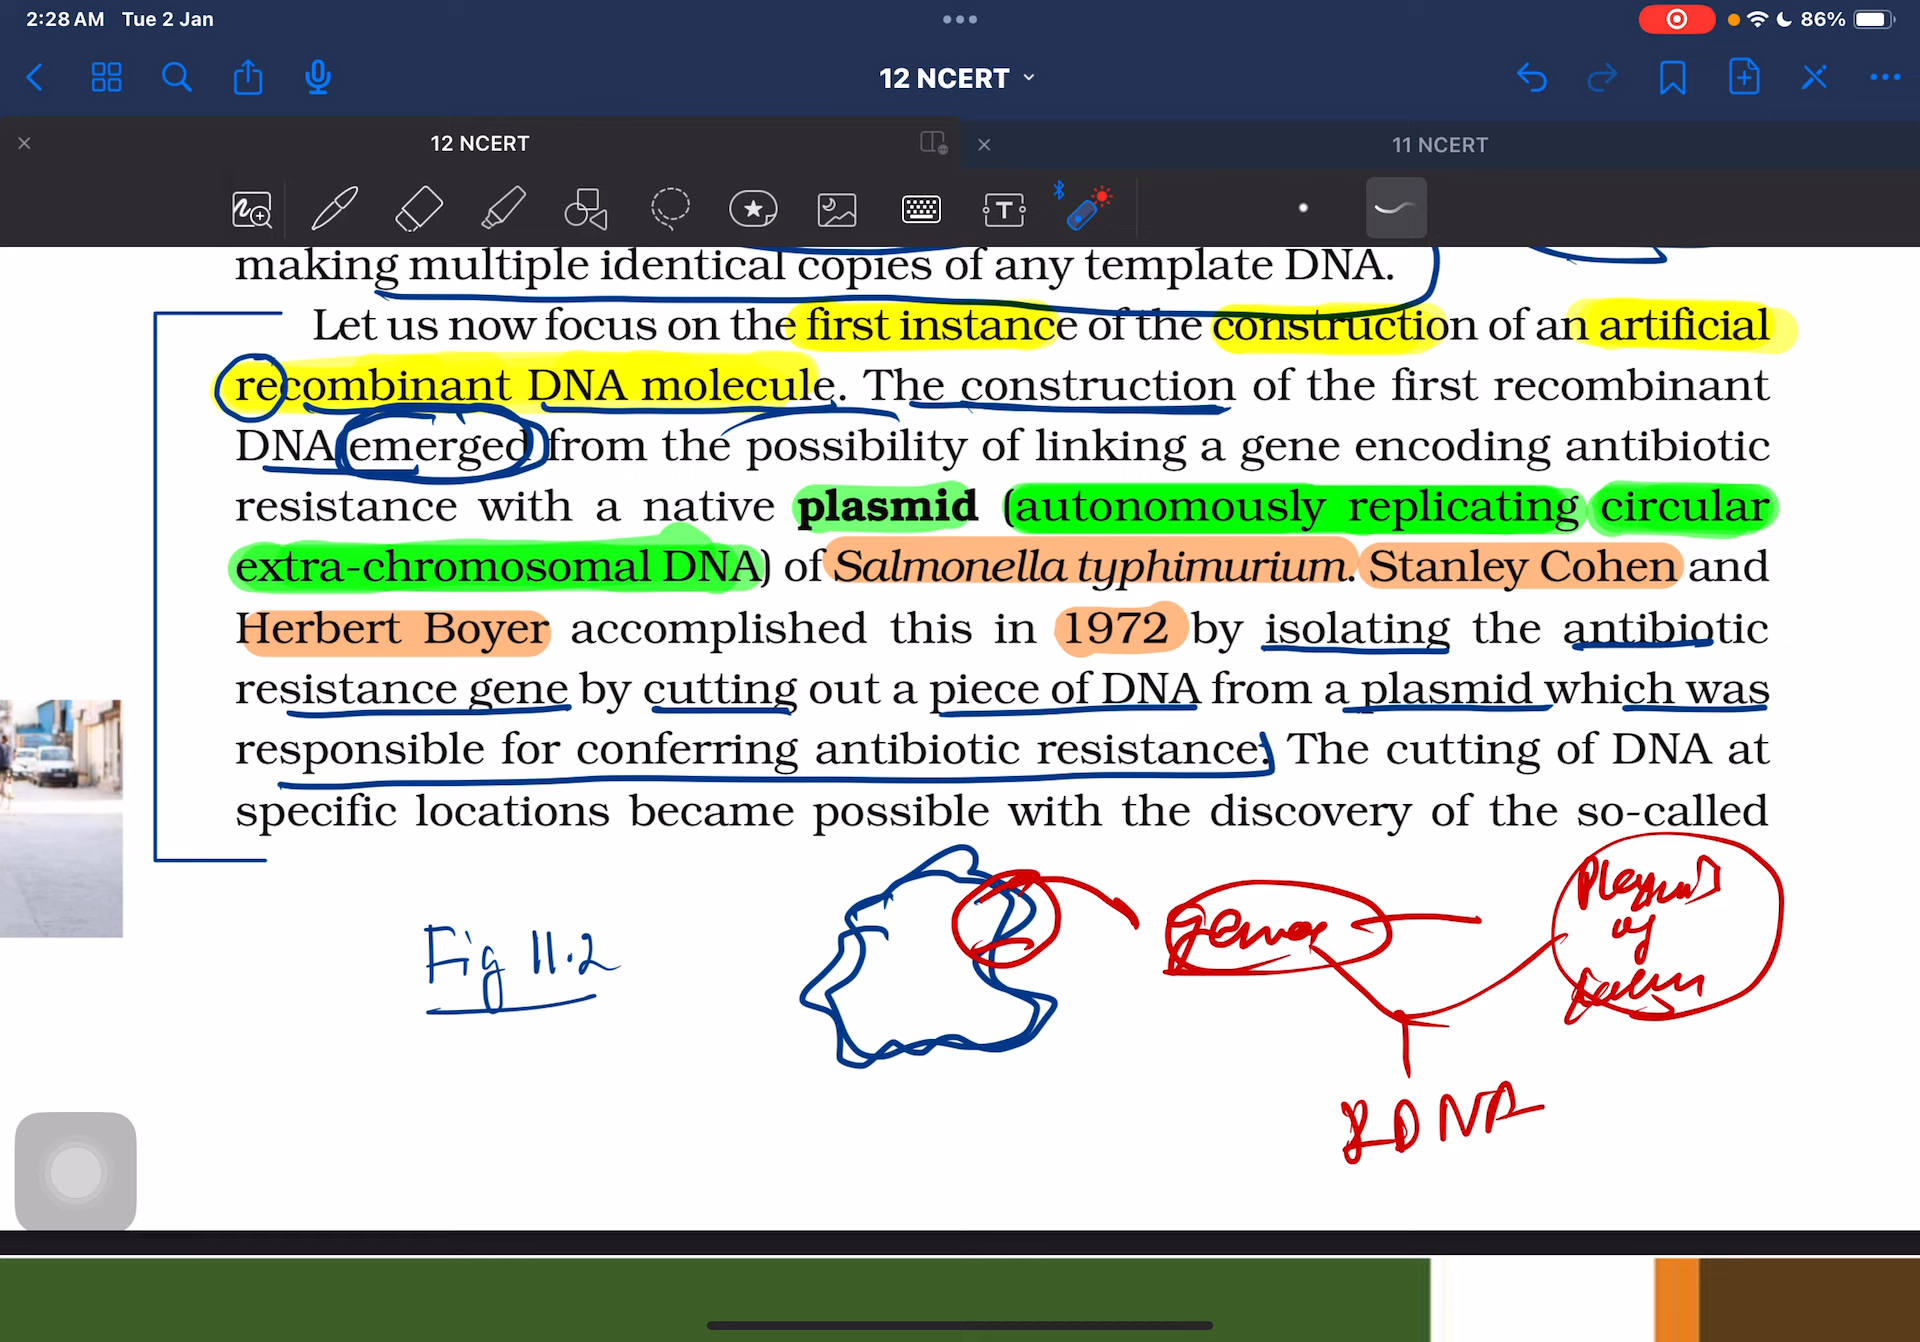 2:28 AM Tue 2 Jan
86%
12 NCERT
12 NCERT
11 NCERT
making multiple identical copies of any template DNA.
Let us now focus on the first instance of the construction of an artificial
recombinant DNA molecule. The construction of the first recombinant
DNA emerged from the possibility of linking a gene encoding antibiotic
resistance with a native plasmid (autonomously replicating circular
extra-chromosomal DNA) of Salmonella typhimurium. Stanley Cohen and
Herbert Boyer accomplished this in 1972 by isolating the antibiotic
resistance gene by cutting out a piece of DNA from a plasmid which was
responsible for conferring antibiotic resistance. The cutting of DNA at
specific locations became possible with the discovery of the so-called
Fig 11.2
of
DNA